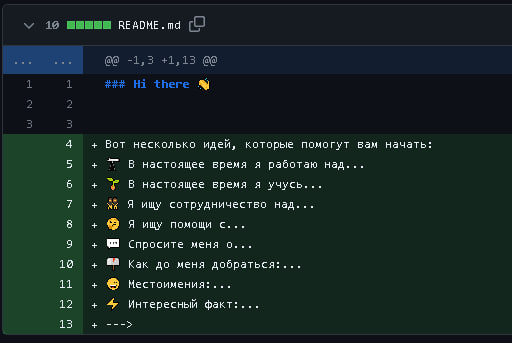 10 README.md
... ... @@ -1,3 +1,13 @@
1 1 ### Hi there 👋
2 2
3 3
4 + Вот несколько идей, которые помогут вам начать:
5 + 🔭 В настоящее время я работаю над...
6 + 🌱 В настоящее время я учусь...
7 + 👯 Я ищу сотрудничество над...
8 + 🤔 Я ищу помощи с...
9 + 💬 Спросите меня о...
10 + 📫 Как до меня добраться:...
11 + 😄 Местоимения:...
12 + ⚡ Интересный факт:...
13 + --->